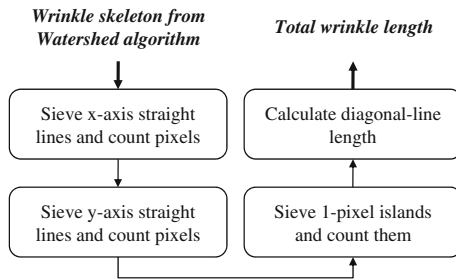 Wrinkle skeleton from
Watershed algorithm
Sieve x-axis straight
lines and count pixels
Sieve y-axis straight
lines and count pixels
Sieve 1-pixel islands
and count them
Calculate diagonal-line
length
Total wrinkle length